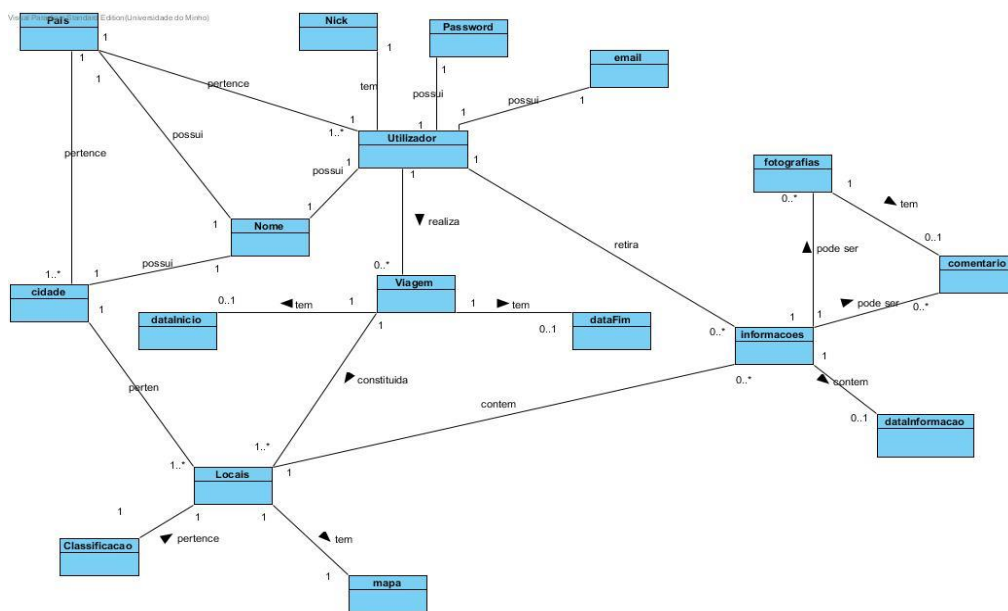 Visual Paradigm Standard Edition(Universidade do Minho)
País
Nick
Password
email
1
1
1
1
1
1
pertence
tem
possui
possui
1
1
1
1
1..*
Utilizador
pertence
possui
possui
1
1
1
fotografias
0..*
1
tem
1
1
Nome
realiza
retira
pode ser
0..1
possui
1
1..*
1
0..*
comentario
cidade
Viagem
1
0..1
tem
1
1
tem
pode ser
dataInicio
1
0..1
dataFim
0..*
1
1
0..*
informacoes
0..*
1
perten
constituida
contem
contem
0..1
dataInformacao
1..*
1..*
Locais
1
1
1
1
Classificacao
pertence
tem
1
mapa